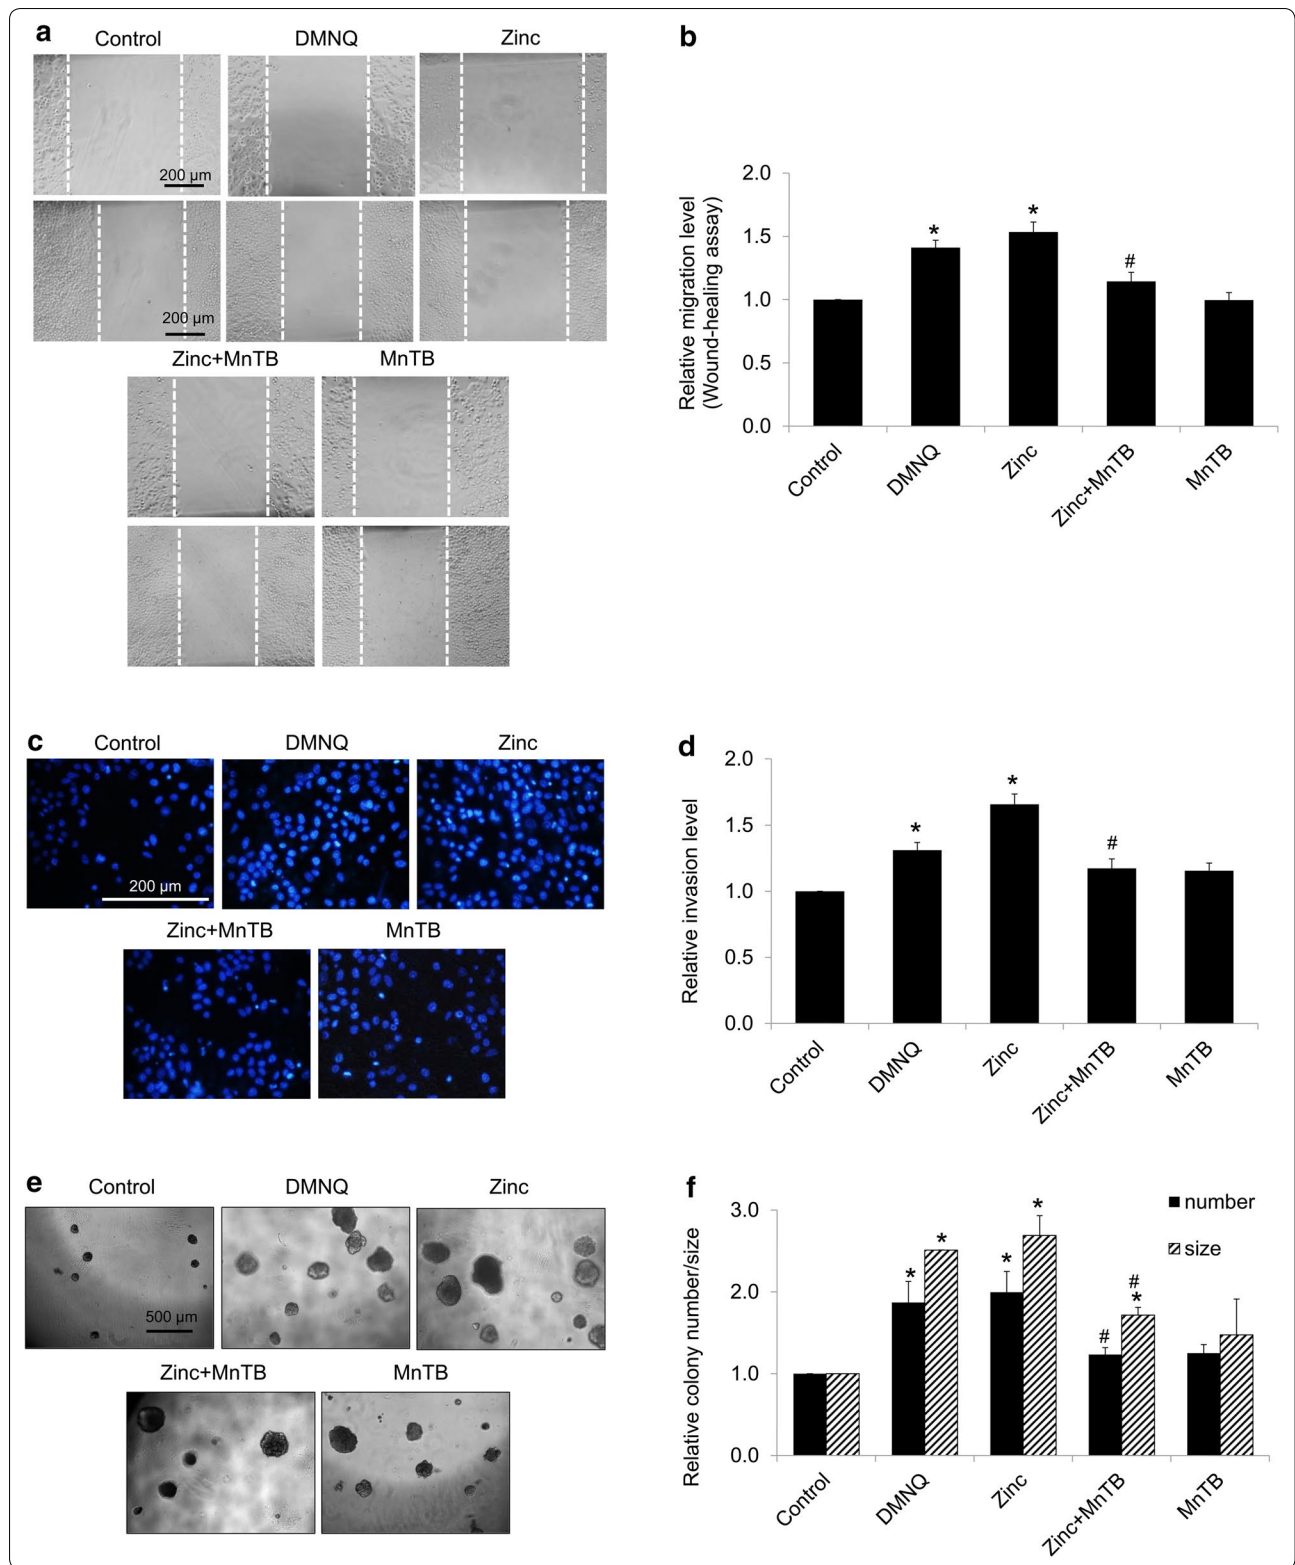 a
Control DMNQ Zinc
200 µm
200 µm
Zinc+MnTB MnTB
b
Relative migration level
(Wound-healing assay)
2.0
1.5
1.0
0.5
0.0
* * #
Control DMNQ Zinc Zinc+MnTB MnTB
c
Control DMNQ Zinc
200 µm
Zinc+MnTB MnTB
d
Relative invasion level
2.0
1.5
1.0
0.5
0.0
* * #
Control DMNQ Zinc Zinc+MnTB MnTB
e
Control DMNQ Zinc
500 µm
Zinc+MnTB MnTB
f
Relative colony number/size
3.0
2.0
1.0
0.0
number
size
* * * * # #
*
Control DMNQ Zinc Zinc+MnTB MnTB